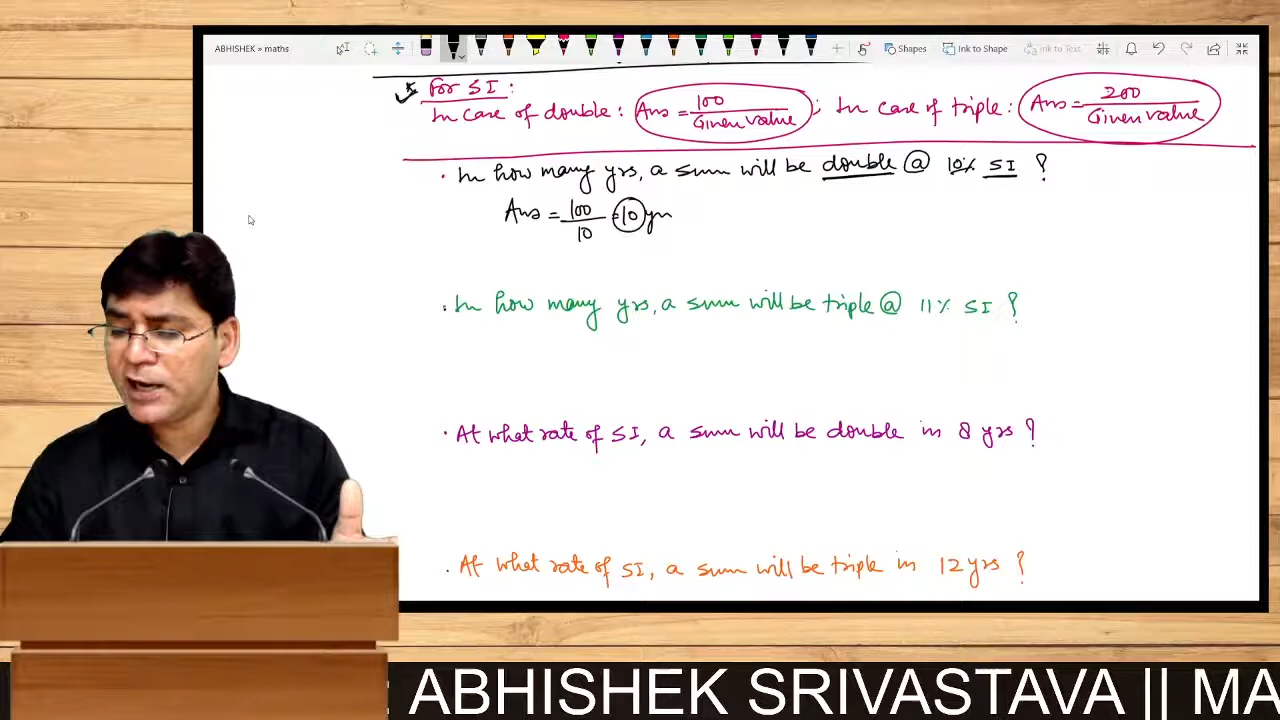 ABHISHEK » maths
Shapes Ink to Shape Ink to Text
For SI:
In case of double: Ans = 100/Given value ; In case of triple: Ans = 200/Given value
· In how many yrs, a sum will be double @ 10% SI ?
Ans = 100/10 = 10 yrs
· In how many yrs, a sum will be triple @ 11% SI ?
· At what rate of SI, a sum will be double in 8 yrs ?
· At what rate of SI, a sum will be triple in 12 yrs ?
ABHISHEK SRIVASTAVA || MA